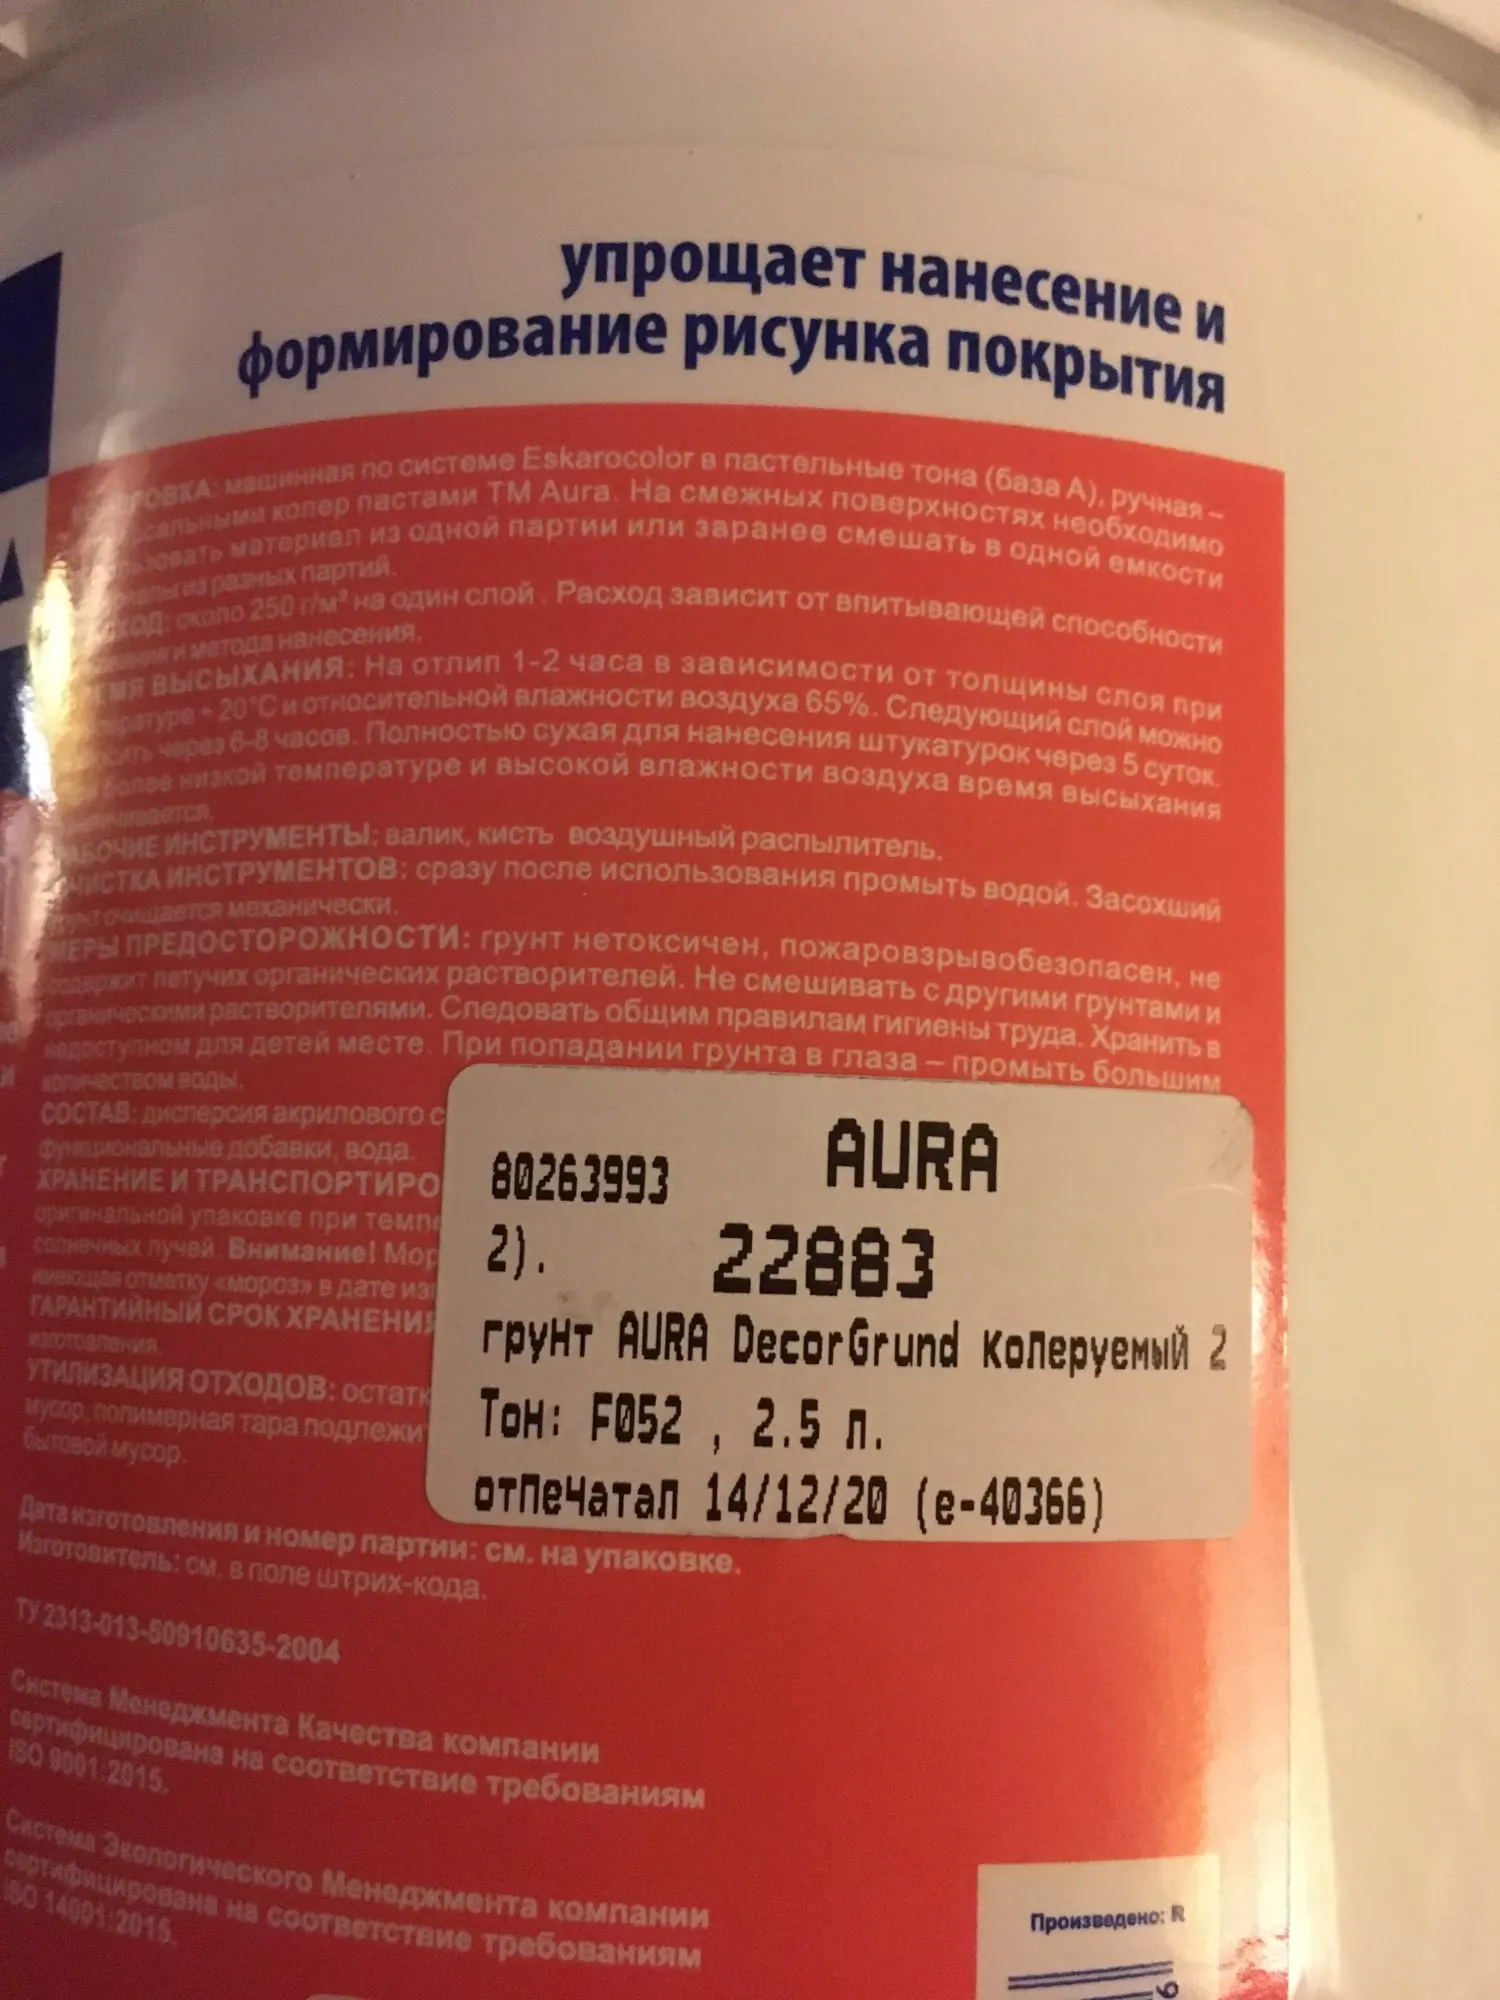 упрощает нанесение и
формирование рисунка покрытия
машинная по системе Eskarocolor в пастельные тона (база А), ручная –
колер пастами ТМ Aura. На смежных поверхностях необходимо
материал из одной партии или заранее смешать в одной емкости
из разных партий.
около 250 г/м² на один слой . Расход зависит от впитывающей способности
и метода нанесения.
ВЫСЫХАНИЯ: На отлип 1-2 часа в зависимости от толщины слоя при
+ 20°С и относительной влажности воздуха 65%. Следующий слой можно
через 6-8 часов. Полностью сухая для нанесения штукатурок через 5 суток.
более низкой температуре и высокой влажности воздуха время высыхания
ИНСТРУМЕНТЫ: валик, кисть воздушный распылитель.
ИНСТРУМЕНТОВ: сразу после использования промыть водой. Засохший
очищается механически.
МЕРЫ ПРЕДОСТОРОЖНОСТИ: грунт нетоксичен, пожаровзрывобезопасен, не
содержит летучих органических растворителей. Не смешивать с другими грунтами и
органическими растворителями. Следовать общим правилам гигиены труда. Хранить в
недоступном для детей месте. При попадании грунта в глаза – промыть большим
количеством воды.
СОСТАВ: дисперсия акрилового с
функциональные добавки, вода.
ХРАНЕНИЕ И ТРАНСПОРТИРО
оригинальной упаковке при темп
солнечных лучей. Внимание! Мор
имеющая отметку «мороз» в дате из
ГАРАНТИЙНЫЙ СРОК ХРАНЕНИЯ
изготовления.
УТИЛИЗАЦИЯ ОТХОДОВ: остатк
мусор, полимерная тара подлежи
бытовой мусор.
80263993 AURA
2). 22883
грунт AURA DecorGrund колеруемый 2
Тон: F052 , 2.5 л.
отпечатал 14/12/20 (е-40366)
Дата изготовления и номер партии: см. на упаковке.
Изготовитель: см. в поле штрих-кода.
ТУ 2313-013-50910635-2004
Система Менеджмента Качества компании
сертифицирована на соответствие требованиям
ISO 9001:2015.
Система Экологического Менеджмента компании
сертифицирована на соответствие требованиям
ISO 14001:2015.
Произведено: R